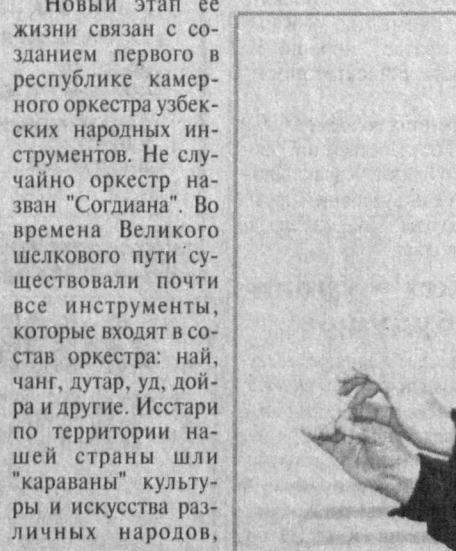 Новый этап ее
жизни связан с со-
зданием первого в
республике камер-
ного оркестра узбек-
ских народных ин-
струментов. Не слу-
чайно оркестр на-
зван "Согдиана". Во
времена Великого
шелкового пути су-
ществовали почти
все инструменты,
которые входят в со-
став оркестра: най,
чанг, дутар, уд, дой-
ра и другие. Исстари
по территории на-
шей страны шли
"караваны" культу-
ры и искусства раз-
личных народов,